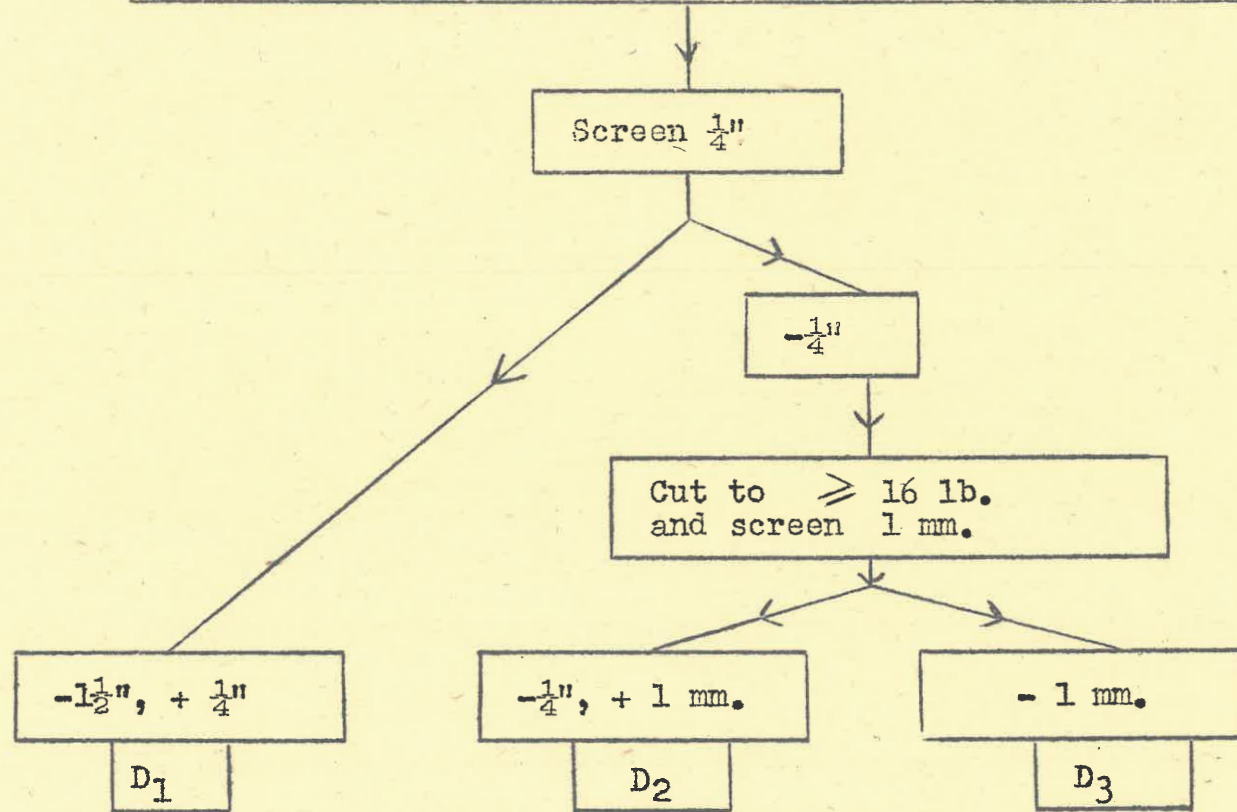 Screen ¼"
-¼"
Cut to ⩾ 16 lb.
and screen 1 mm.
-1½", + ¼"
-¼", + 1 mm.
- 1 mm.
D1
D2
D3